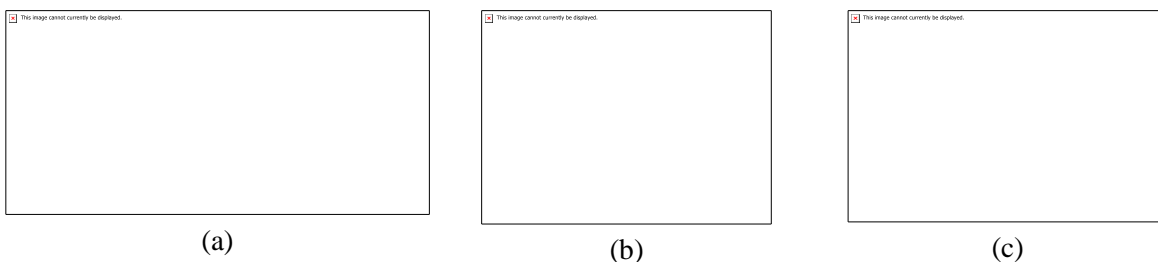 This image cannot currently be displayed.
This image cannot currently be displayed.
This image cannot currently be displayed.
(a)
(b)
(c)